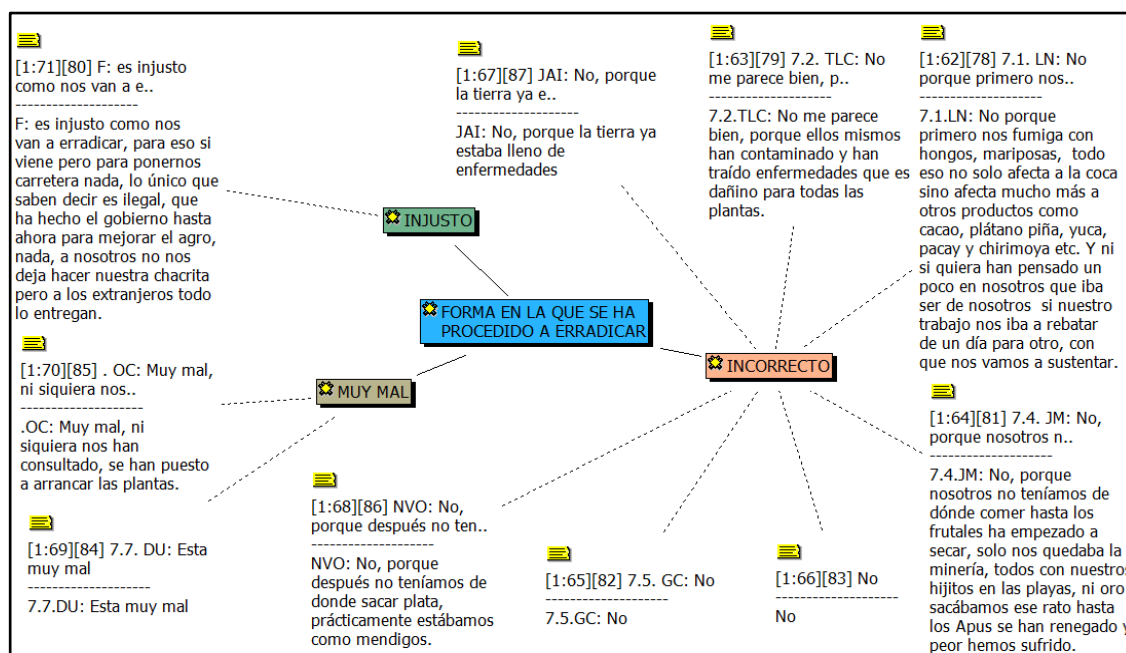 [1:71][80] F: es injusto
como nos van a e..
--------------------
F: es injusto como nos
van a erradicar, para eso si
viene pero para ponernos
carretera nada, lo único que
saben decir es ilegal, que
ha hecho el gobierno hasta
ahora para mejorar el agro,
nada, a nosotros no nos
deja hacer nuestra chacrita
pero a los extranjeros todo
lo entregan.
[1:67][87] JAI: No, porque
la tierra ya e..
--------------------
JAI: No, porque la tierra ya
estaba lleno de
enfermedades
[1:63][79] 7.2. TLC: No
me parece bien, p..
--------------------
7.2.TLC: No me parece
bien, porque ellos mismos
han contaminado y han
traído enfermedades que es
dañino para todas las
plantas.
[1:62][78] 7.1. LN: No
porque primero nos..
--------------------
7.1.LN: No porque
primero nos fumiga con
hongos, mariposas, todo
eso no solo afecta a la coca
sino afecta mucho más a
otros productos como
cacao, plátano piña, yuca,
pacay y chirimoya etc. Y ni
si quiera han pensado un
poco en nosotros que iba
ser de nosotros si nuestro
trabajo nos iba a rebatar
de un día para otro, con
que nos vamos a sustentar.
INJUSTO
FORMA EN LA QUE SE HA
PROCEDIDO A ERRADICAR
MUY MAL
INCORRECTO
[1:70][85] . OC: Muy mal,
ni siquiera nos..
--------------------
.OC: Muy mal, ni
siquiera nos han
consultado, se han puesto
a arrancar las plantas.
[1:69][84] 7.7. DU: Esta
muy mal
--------------------
7.7.DU: Esta muy mal
[1:68][86] NVO: No,
porque después no ten..
--------------------
NVO: No, porque
después no teníamos de
donde sacar plata,
prácticamente estábamos
como mendigos.
[1:65][82] 7.5. GC: No
--------------------
7.5.GC: No
[1:66][83] No
--------------------
No
[1:64][81] 7.4. JM: No,
porque nosotros n..
--------------------
7.4.JM: No, porque
nosotros no teníamos de
dónde comer hasta los
frutales ha empezado a
secar, solo nos quedaba la
minería, todos con nuestros
hijitos en las playas, ni oro
sacábamos ese rato hasta
los Apus se han renegado y
peor hemos sufrido.